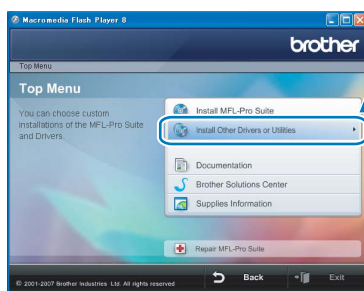 Macromedia Flash Player 8
brother
Top Menu
Top Menu
You can choose custom
installations of the MFL-Pro Suite
and Drivers.
Install MFL-Pro Suite
Install Other Drivers or Utilities
Documentation
Brother Solutions Center
Supplies Information
Repair MFL-Pro Suite
© 2001-2007 Brother Industries Ltd. All rights reserved
Back
Exit